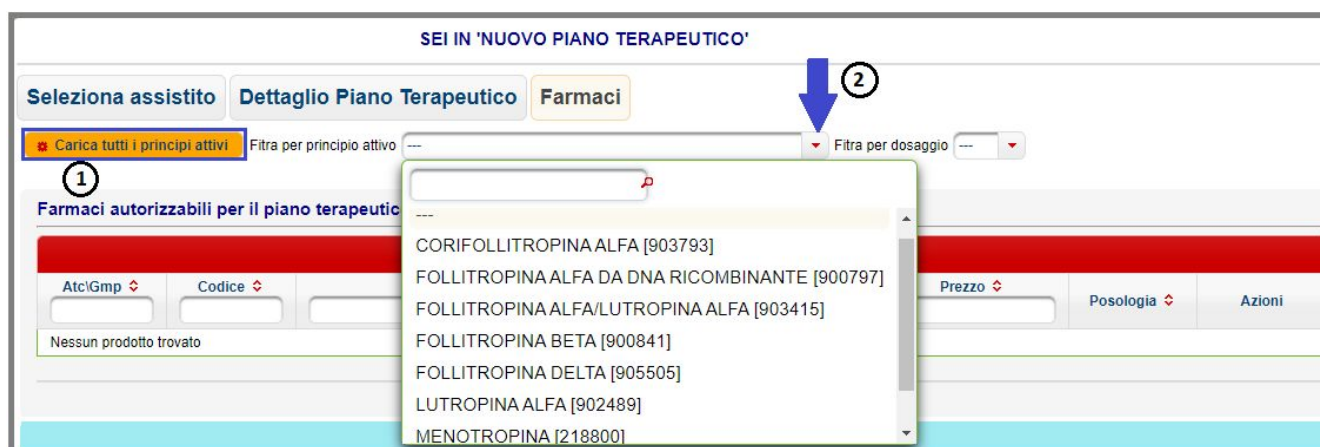 SEI IN 'NUOVO PIANO TERAPEUTICO'
2
Seleziona assistito Dettaglio Piano Terapeutico Farmaci
Carica tutti i principi attivi Fitra per principio attivo --- Fitra per dosaggio ---
1
Farmaci autorizzabili per il piano terapeutic
---
CORIFOLLITROPINA ALFA [903793]
FOLLITROPINA ALFA DA DNA RICOMBINANTE [900797]
Atc\Gmp Codice Prezzo Posologia Azioni
FOLLITROPINA ALFA/LUTROPINA ALFA [903415]
Nessun prodotto trovato
FOLLITROPINA BETA [900841]
FOLLITROPINA DELTA [905505]
LUTROPINA ALFA [902489]
MENOTROPINA [218800]